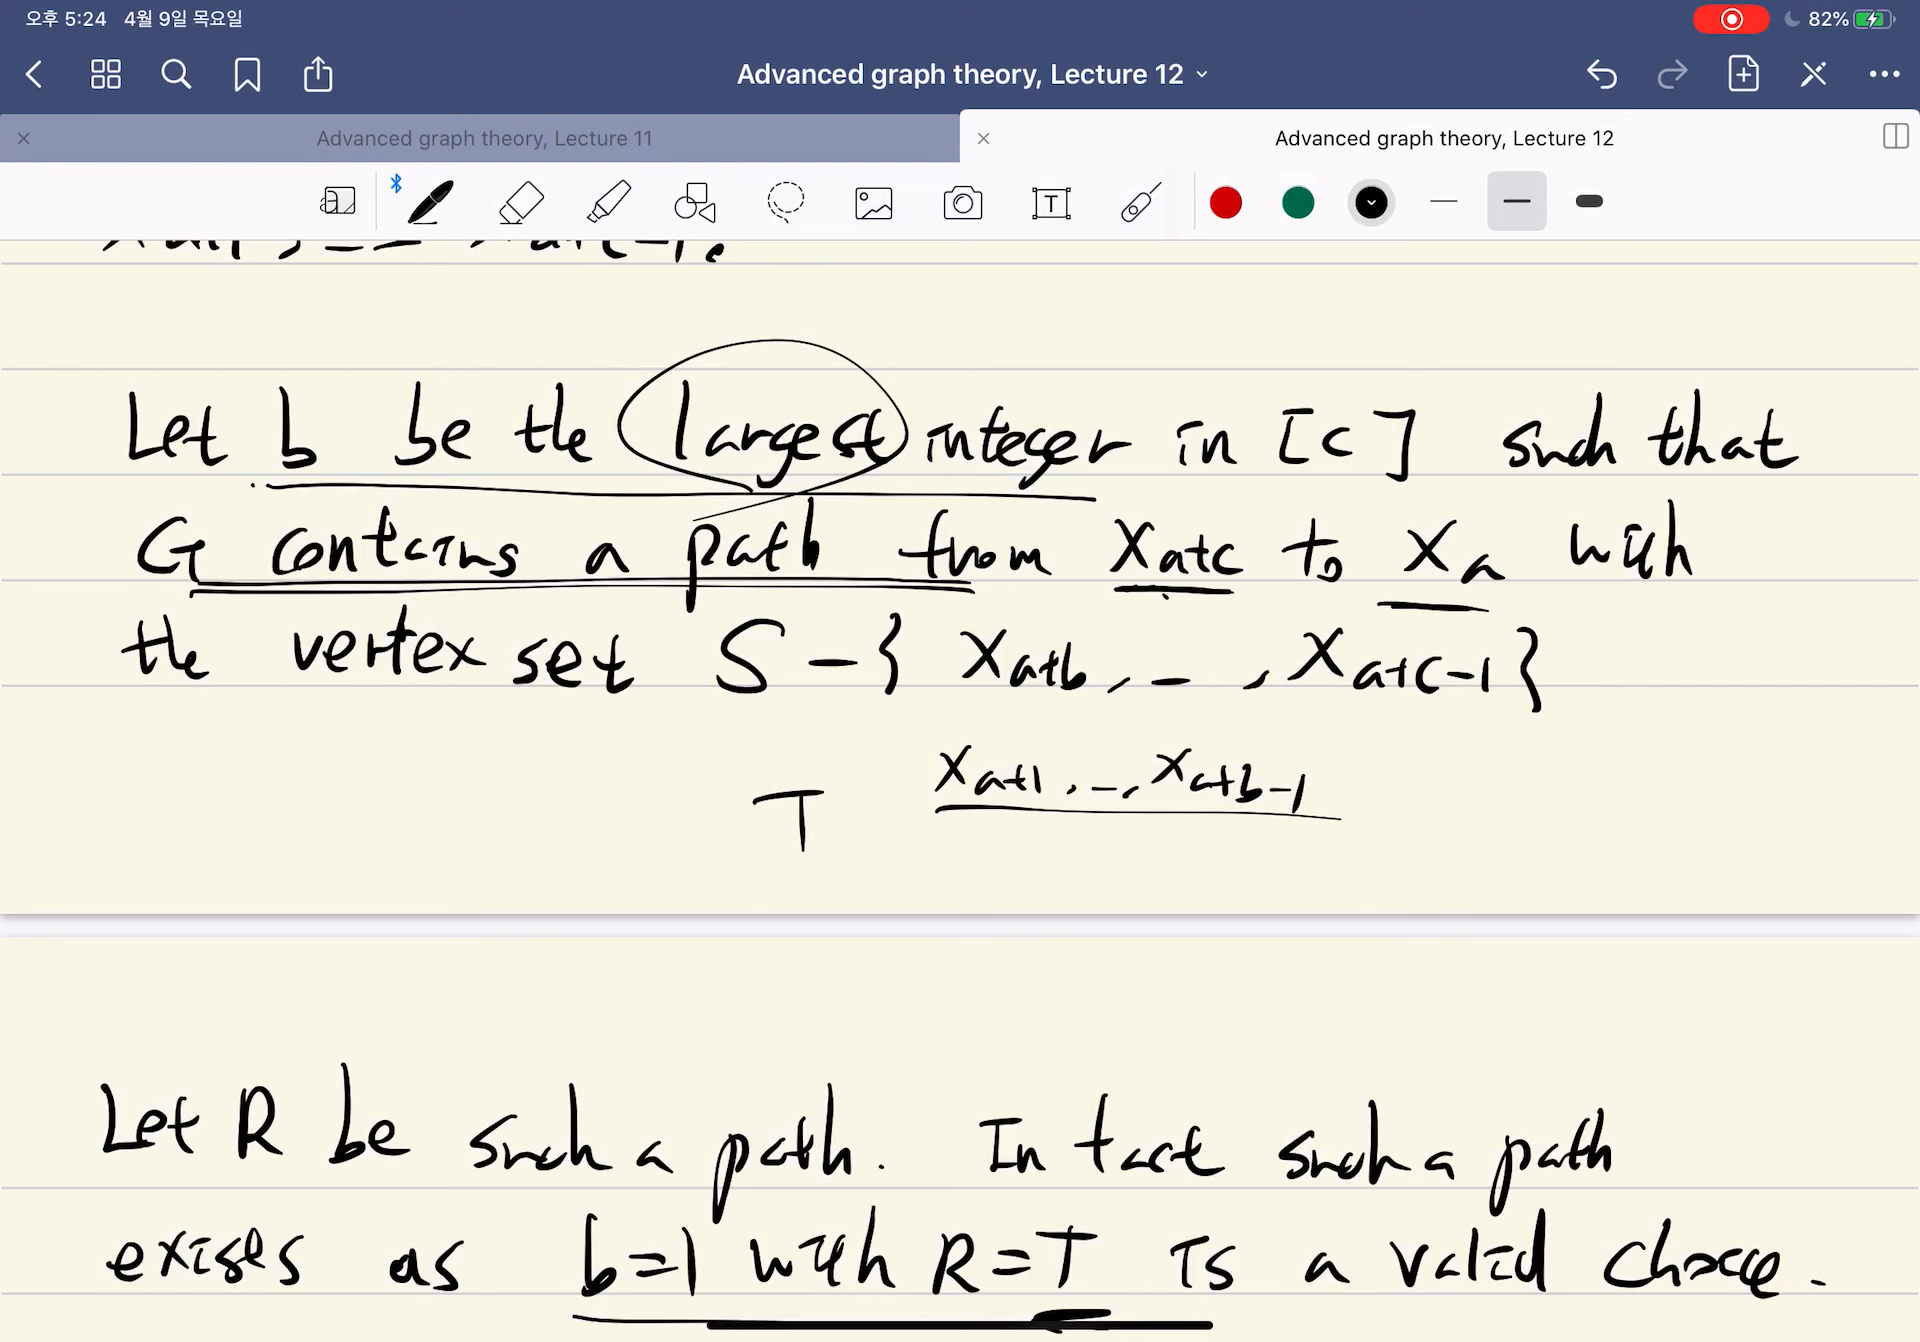 오후 5:24 4월 9일 목요일 82%
Advanced graph theory, Lecture 12
Advanced graph theory, Lecture 11 Advanced graph theory, Lecture 12
Let b be the largest integer in [c] such that
G contains a path from Xa+c to Xa with
the vertex set S-{ Xa+b, - , Xa+c-1}
Xa+1, -, Xa+b-1
T
Let R be such a path. In fact such a path
exists as b=1 with R=T is a valid choice.